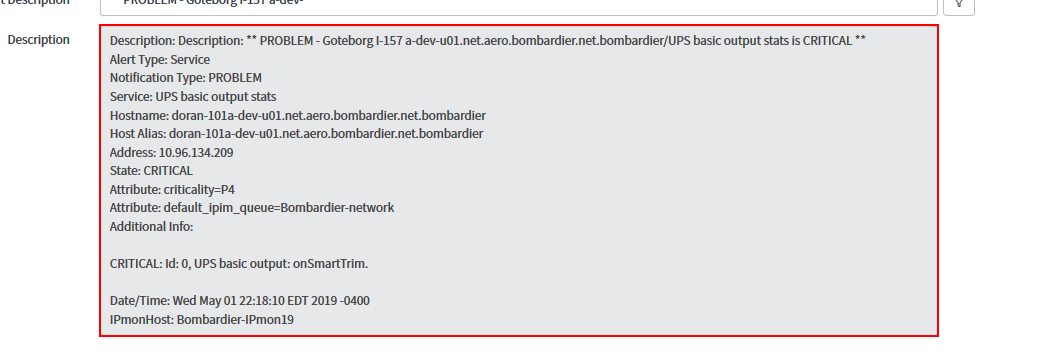 PROBLEM - Goteborg I-157 a-dev-
Description
Description: Description: ** PROBLEM - Goteborg I-157 a-dev-u01.net.aero.bombardier.net.bombardier/UPS basic output stats is CRITICAL **
Alert Type: Service
Notification Type: PROBLEM
Service: UPS basic output stats
Hostname: doran-101a-dev-u01.net.aero.bombardier.net.bombardier
Host Alias: doran-101a-dev-u01.net.aero.bombardier.net.bombardier
Address: 10.96.134.209
State: CRITICAL
Attribute: criticality=P4
Attribute: default_ipim_queue=Bombardier-network
Additional Info:
CRITICAL: Id: 0, UPS basic output: onSmartTrim.
Date/Time: Wed May 01 22:18:10 EDT 2019 -0400
IPmonHost: Bombardier-IPmon19